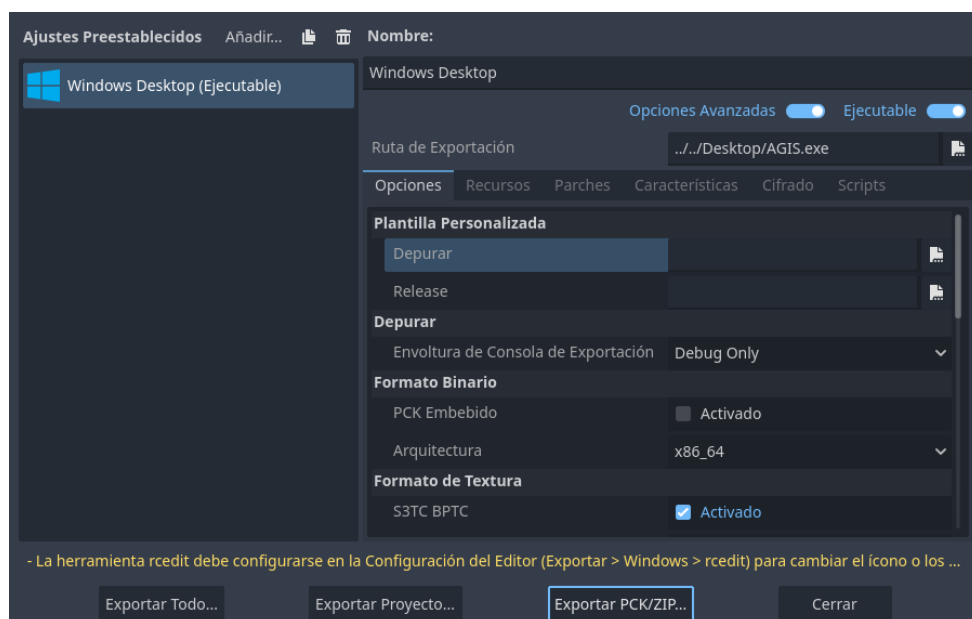 Ajustes Preestablecidos Añadir... Nombre:
Windows Desktop (Ejecutable)
Windows Desktop
Opciones Avanzadas Ejecutable
Ruta de Exportación ../../Desktop/AGIS.exe
Opciones Recursos Parches Características Cifrado Scripts
Plantilla Personalizada
Depurar
Release
Depurar
Envoltura de Consola de Exportación Debug Only
Formato Binario
PCK Embebido Activado
Arquitectura x86_64
Formato de Textura
S3TC BPTC Activado
- La herramienta rcedit debe configurarse en la Configuración del Editor (Exportar > Windows > rcedit) para cambiar el ícono o los ...
Exportar Todo... Exportar Proyecto... Exportar PCK/ZIP... Cerrar